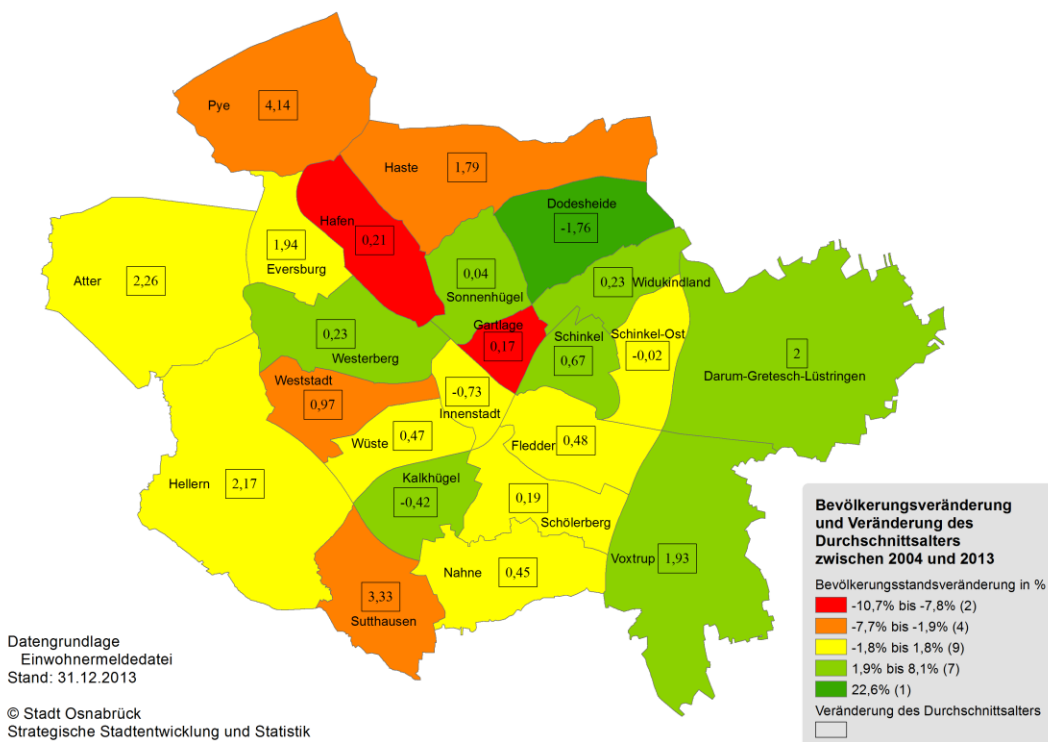 Pye
4,14
Haste
1,79
Dodesheide
-1,76
Hafen
0,21
1,94
Eversburg
Atter
2,26
0,04
Sonnenhügel
0,23
Widukindland
0,23
Westerberg
Gartlage
0,17
Schinkel
0,67
Schinkel-Ost
-0,02
2
Darum-Gretesch-Lüstringen
Weststadt
0,97
-0,73
Innenstadt
Wüste
0,47
Fledder
0,48
Hellern
2,17
Kalkhügel
-0,42
0,19
Schölerberg
Voxtrup
1,93
Nahne
0,45
3,33
Sutthausen
Datengrundlage
Einwohnermeldedatei
Stand: 31.12.2013
© Stadt Osnabrück
Strategische Stadtentwicklung und Statistik
Bevölkerungsveränderung
und Veränderung des
Durchschnittsalters
zwischen 2004 und 2013
Bevölkerungsstandsveränderung in %
-10,7% bis -7,8% (2)
-7,7% bis -1,9% (4)
-1,8% bis 1,8% (9)
1,9% bis 8,1% (7)
22,6% (1)
Veränderung des Durchschnittsalters